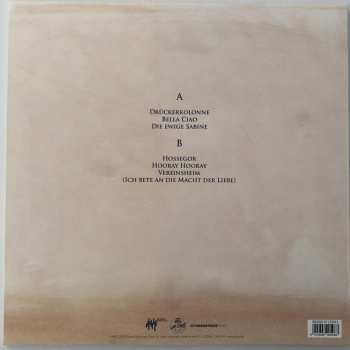 A
Drückerkolonne
Bella Ciao
Die ewige Sabine
B
Hossegor
Hooray Hooray
Vereinsheim
(Ich bete an die Macht der Liebe)